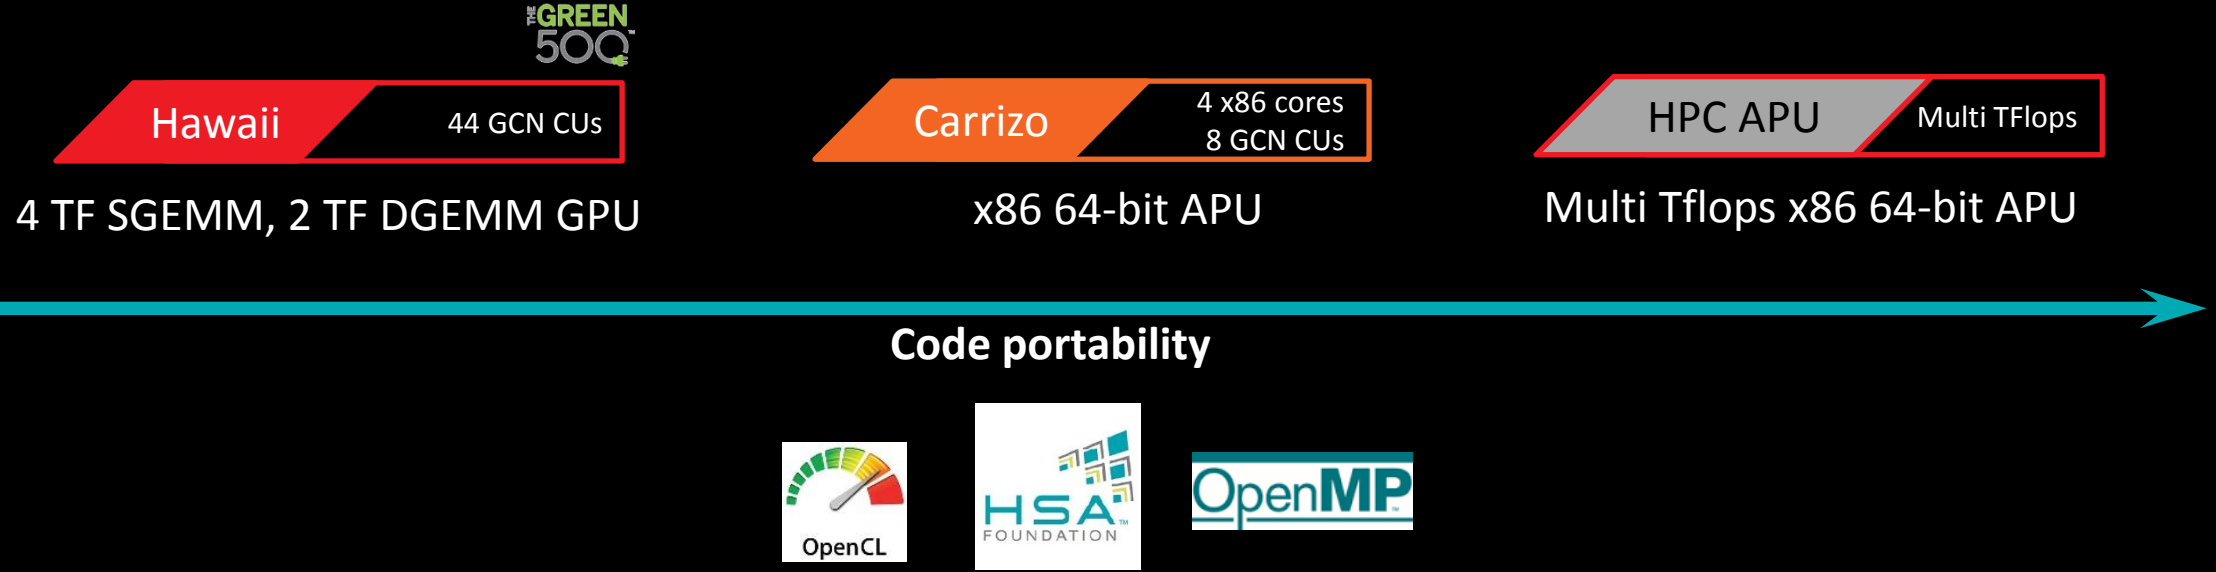 THE GREEN
500™
Hawaii
44 GCN CUs
4 TF SGEMM, 2 TF DGEMM GPU
Carrizo
4 x86 cores
8 GCN CUs
x86 64-bit APU
HPC APU
Multi TFlops
Multi Tflops x86 64-bit APU
Code portability
OpenCL
HSA™
FOUNDATION
OpenMP